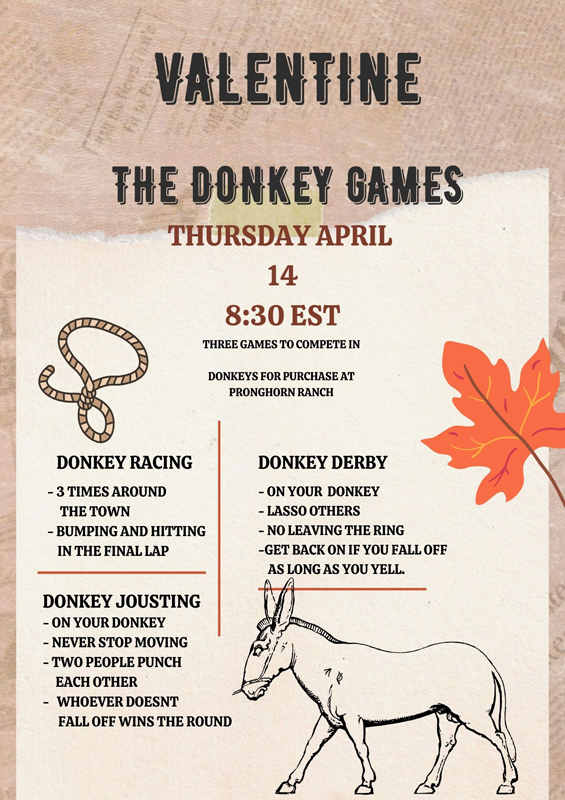 VALENTINE
THE DONKEY GAMES
THURSDAY APRIL
14
8:30 EST
THREE GAMES TO COMPETE IN
DONKEYS FOR PURCHASE AT
PRONGHORN RANCH
DONKEY RACING
- 3 TIMES AROUND
THE TOWN
- BUMPING AND HITTING
IN THE FINAL LAP
DONKEY DERBY
- ON YOUR DONKEY
- LASSO OTHERS
- NO LEAVING THE RING
-GET BACK ON IF YOU FALL OFF
AS LONG AS YOU YELL.
DONKEY JOUSTING
- ON YOUR DONKEY
- NEVER STOP MOVING
- TWO PEOPLE PUNCH
EACH OTHER
- WHOEVER DOESNT
FALL OFF WINS THE ROUND